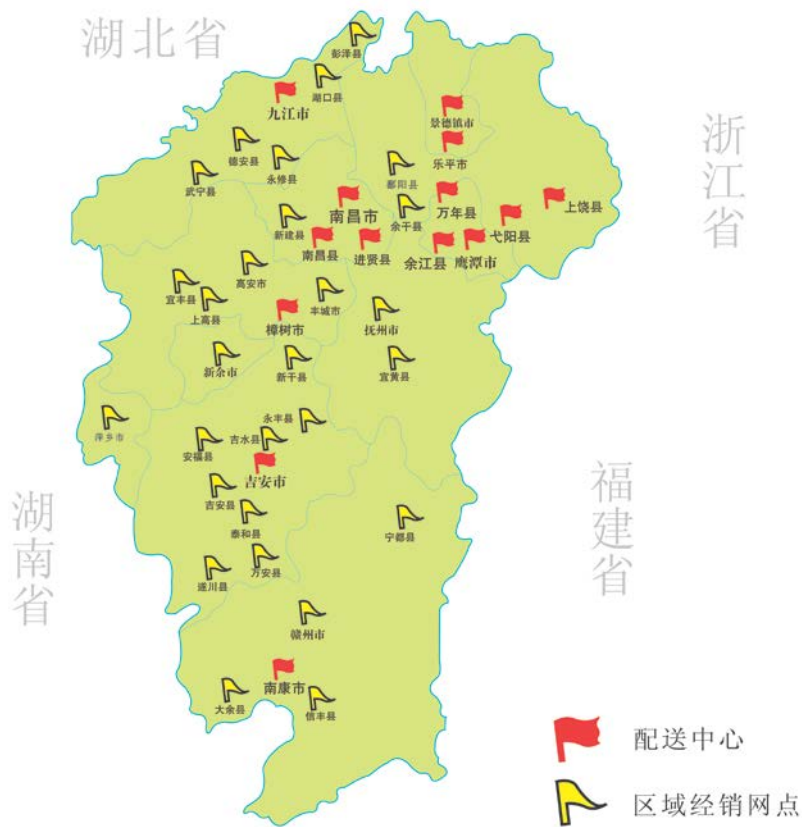 湖北省
彭泽县
湖口县
九江市
景德镇市
浙江省
德安县
永修县
乐平市
武宁县
鄱阳县
南昌市
万年县
上饶县
新建县
余干县
弋阳县
南昌县
进贤县
余江县
鹰潭市
高安市
宜丰县
上高县
丰城市
樟树市
抚州市
新余市
新干县
宜黄县
萍乡市
永丰县
安福县
吉水县
吉安市
吉安县
泰和县
宁都县
福建省
湖南省
遂川县
万安县
赣州市
南康市
大余县
信丰县
配送中心
区域经销网点